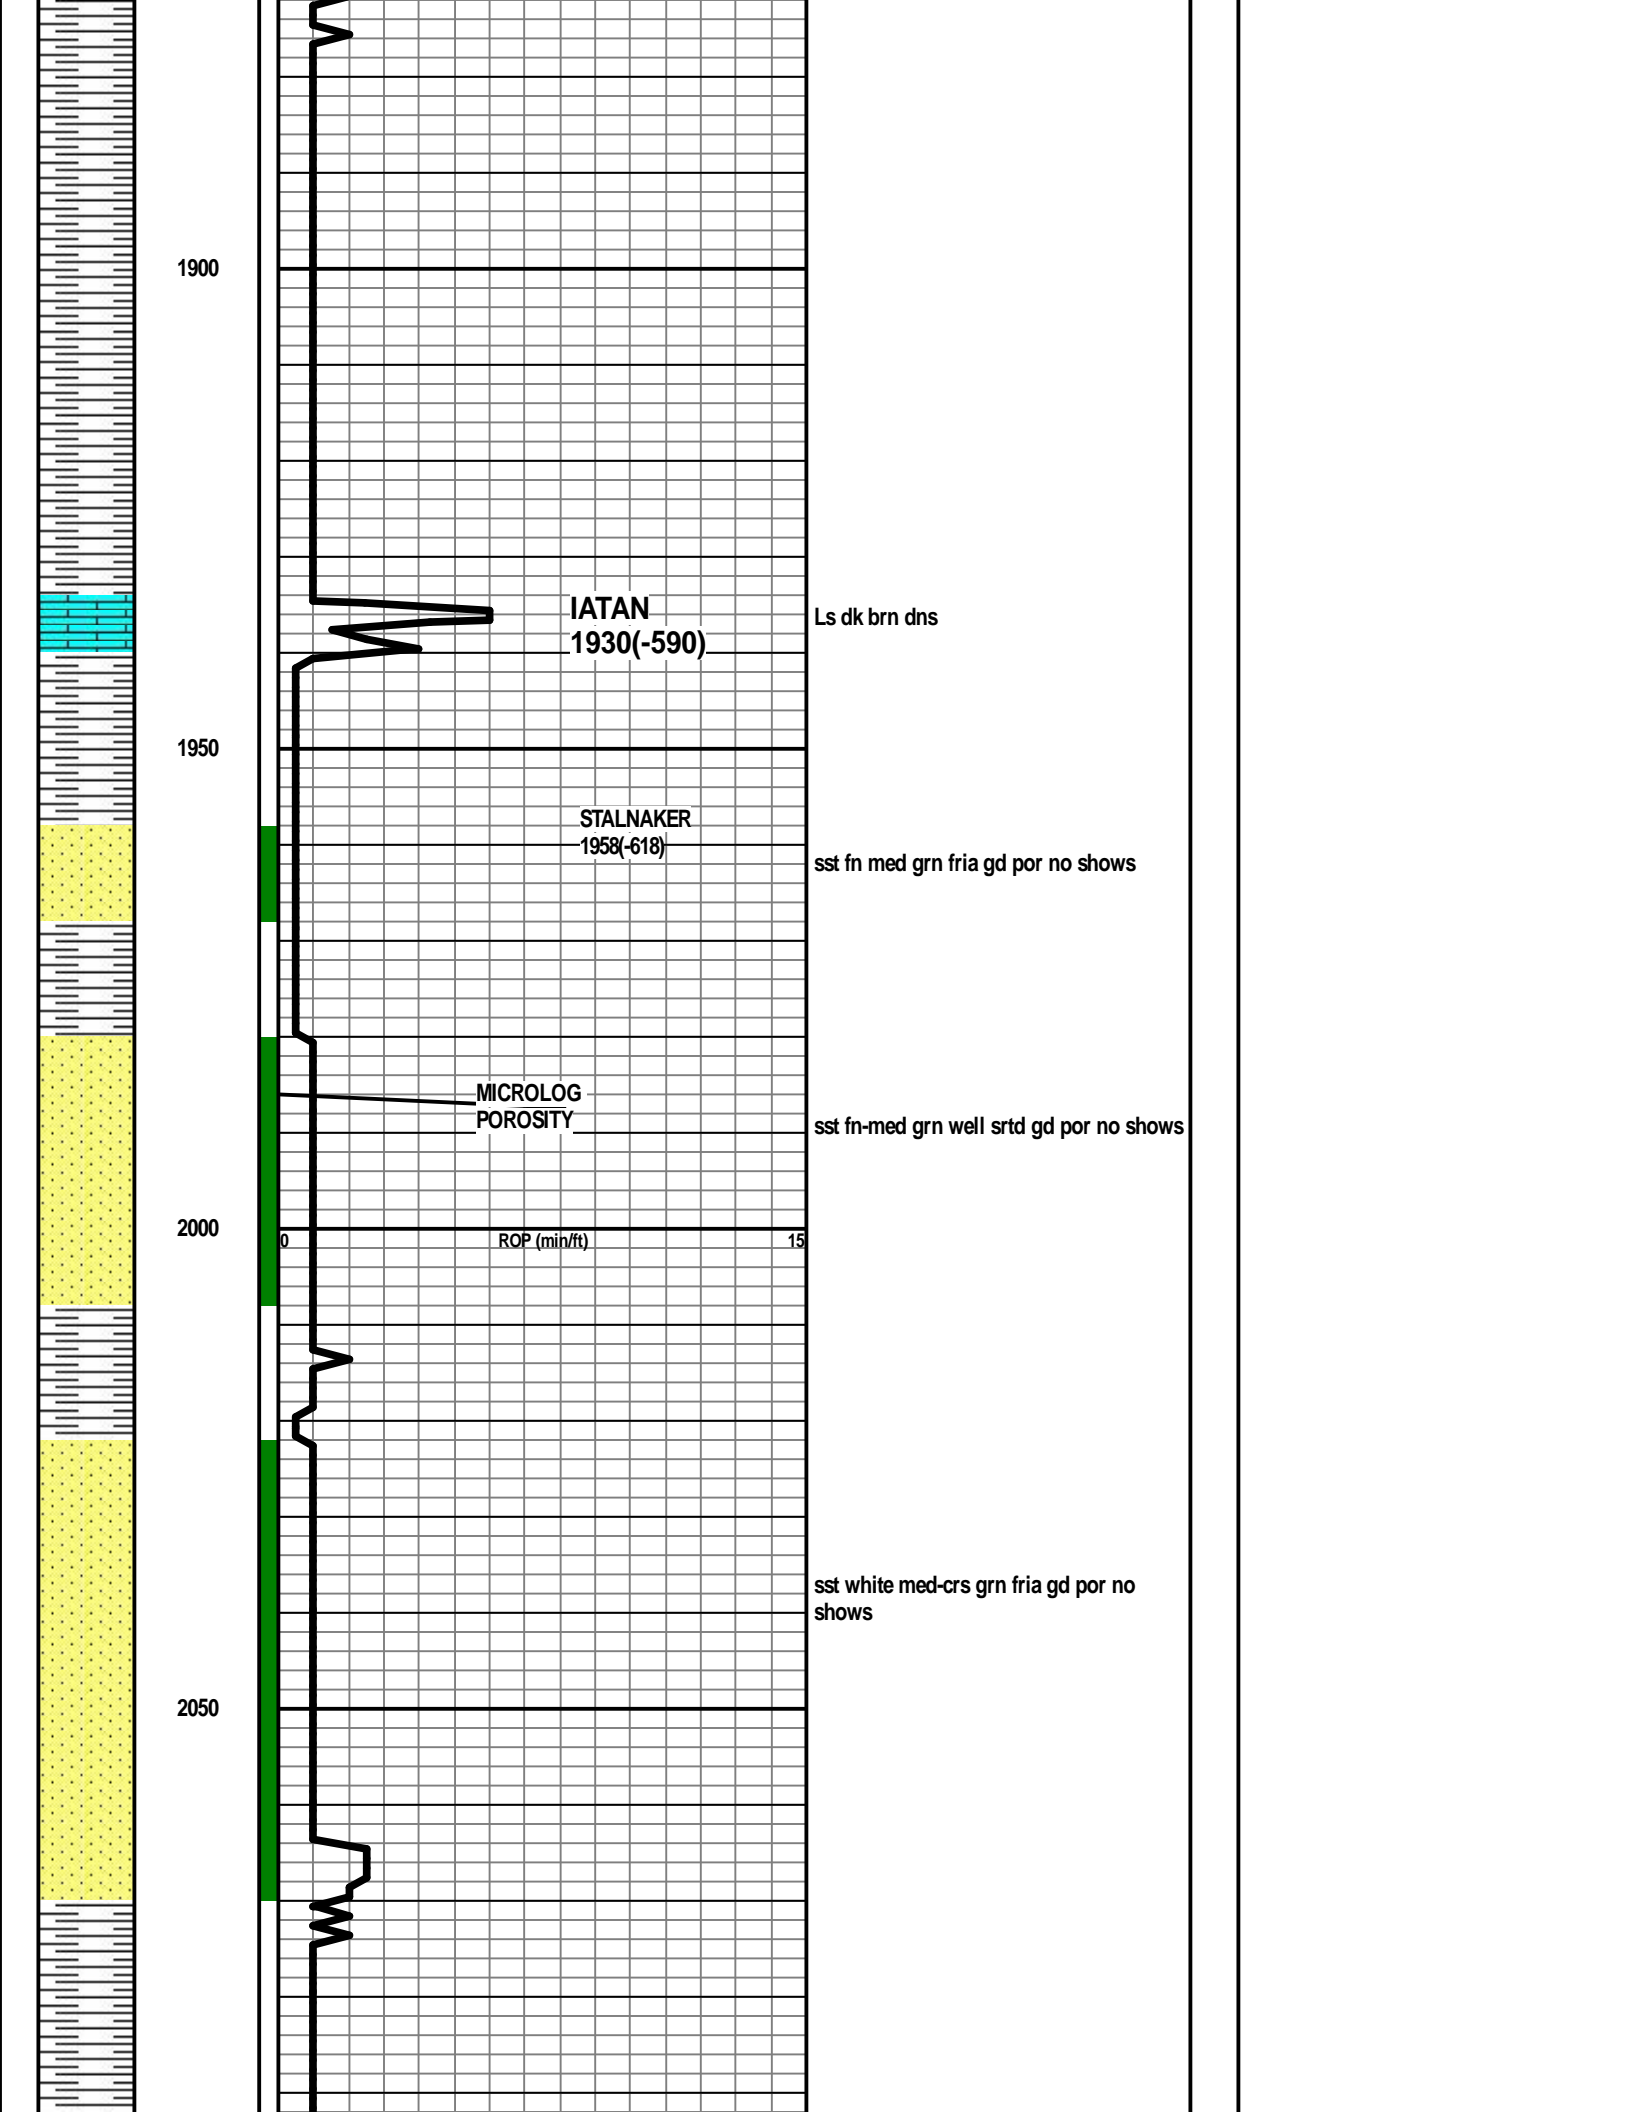 1900
IATAN
1930(-590)
Ls dk brn dns
1950
STALNAKER
1958(-618)
sst fn med grn fria gd por no shows
MICROLOG
POROSITY
sst fn-med grn well srtd gd por no shows
2000
0 ROP (min/ft) 15
sst white med-crs grn fria gd por no
shows
2050